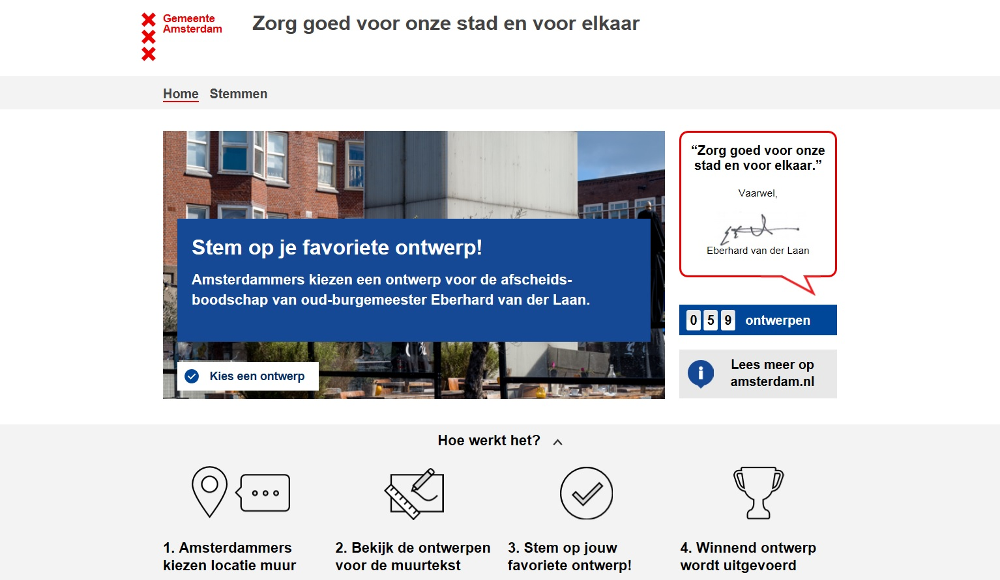 Gemeente
Amsterdam
Zorg goed voor onze stad en voor elkaar
Home Stemmen
Stem op je favoriete ontwerp!
Amsterdammers kiezen een ontwerp voor de afscheids-
boodschap van oud-burgemeester Eberhard van der Laan.
Kies een ontwerp
“Zorg goed voor onze
stad en voor elkaar.”
Vaarwel,
Eberhard van der Laan
059 ontwerpen
Lees meer op
amsterdam.nl
Hoe werkt het?
1. Amsterdammers
kiezen locatie muur
2. Bekijk de ontwerpen
voor de muurtekst
3. Stem op jouw
favoriete ontwerp!
4. Winnend ontwerp
wordt uitgevoerd